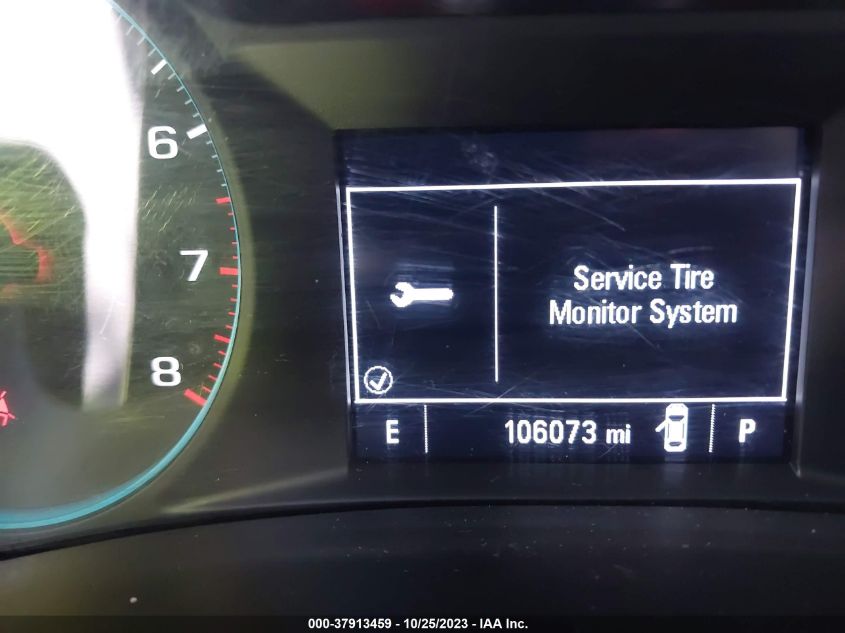 6
7
8
Service Tire
Monitor System
E 106073 mi P
000-37913459 - 10/25/2023 - IAA Inc.